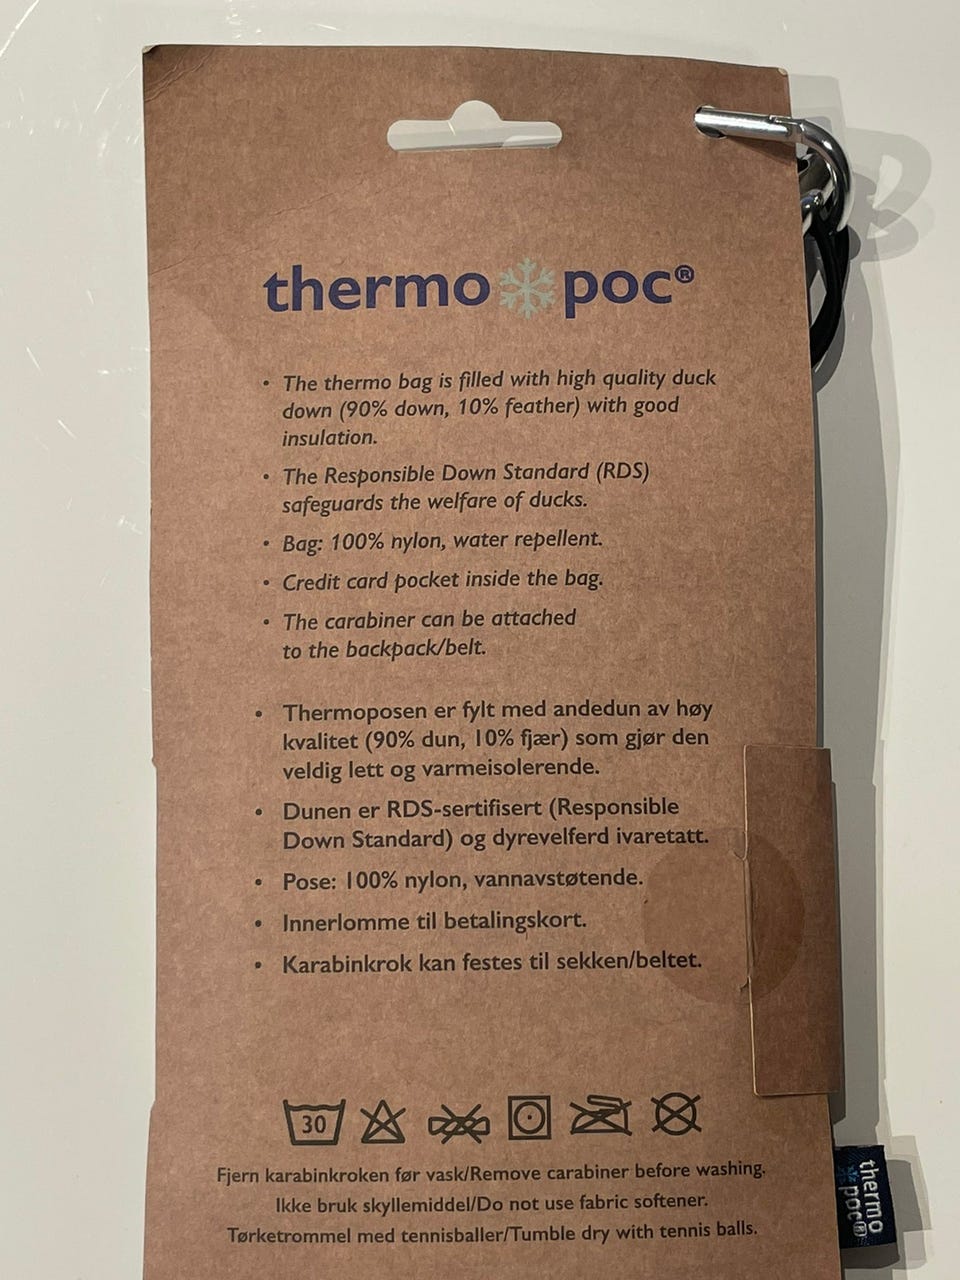 thermo poc®
• The thermo bag is filled with high quality duck
down (90% down, 10% feather) with good
insulation.
• The Responsible Down Standard (RDS)
safeguards the welfare of ducks.
• Bag: 100% nylon, water repellent.
• Credit card pocket inside the bag.
• The carabiner can be attached
to the backpack/belt.
• Thermoposen er fylt med andedun av høy
kvalitet (90% dun, 10% fjær) som gjør den
veldig lett og varmeisolerende.
• Dunen er RDS-sertifisert (Responsible
Down Standard) og dyrevelferd ivaretatt.
• Pose: 100% nylon, vannavstøtende.
• Innerlomme til betalingskort.
• Karabinkrok kan festes til sekken/beltet.
30
Fjern karabinkroken før vask/Remove carabiner before washing.
Ikke bruk skyllemiddel/Do not use fabric softener.
Tørketrommel med tennisballer/Tumble dry with tennis balls.
thermo
poc®